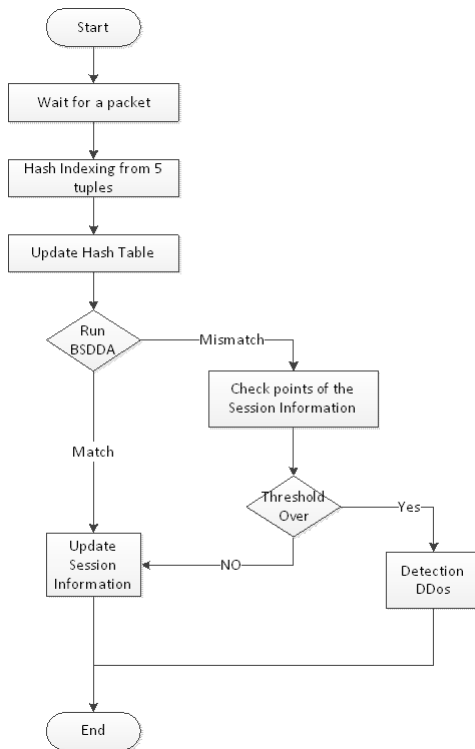 Start
Wait for a packet
Hash Indexing from 5
tuples
Update Hash Table
Run
BSDDA
Mismatch
Check points of the
Session Information
Match
Threshold
Over
Yes
Update
Session
Information
NO
Detection
DDos
End